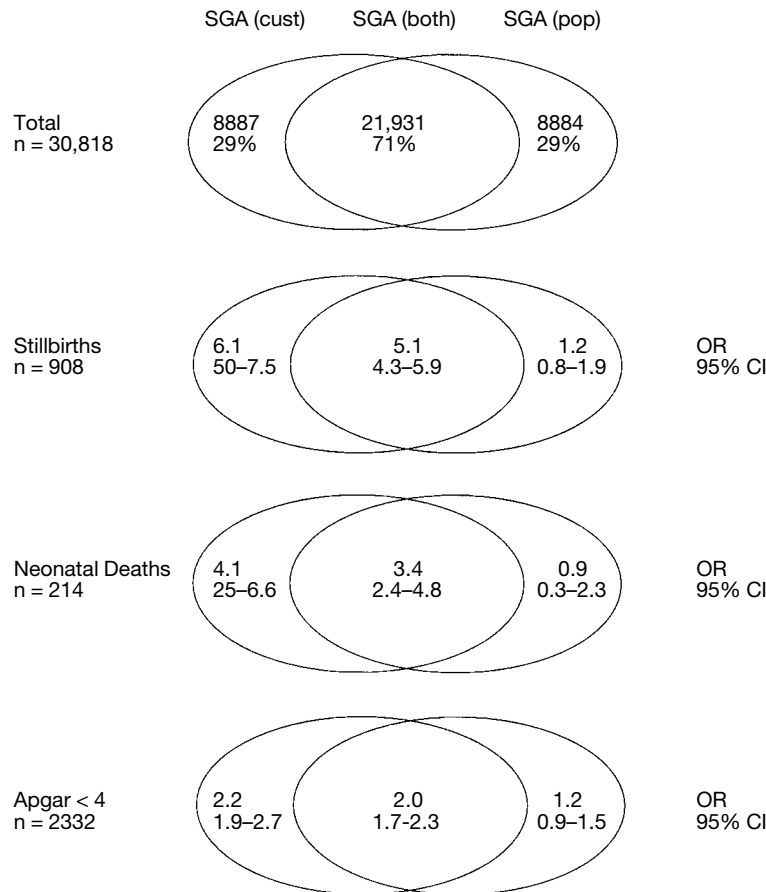 SGA (cust) SGA (both) SGA (pop)
Total 8887 21,931 8884
n = 30,818 29% 71% 29%
Stillbirths 6.1 5.1 1.2 OR
n = 908 50–7.5 4.3–5.9 0.8–1.9 95% CI
Neonatal Deaths 4.1 3.4 0.9 OR
n = 214 25–6.6 2.4–4.8 0.3–2.3 95% CI
Apgar < 4 2.2 2.0 1.2 OR
n = 2332 1.9–2.7 1.7-2.3 0.9–1.5 95% CI